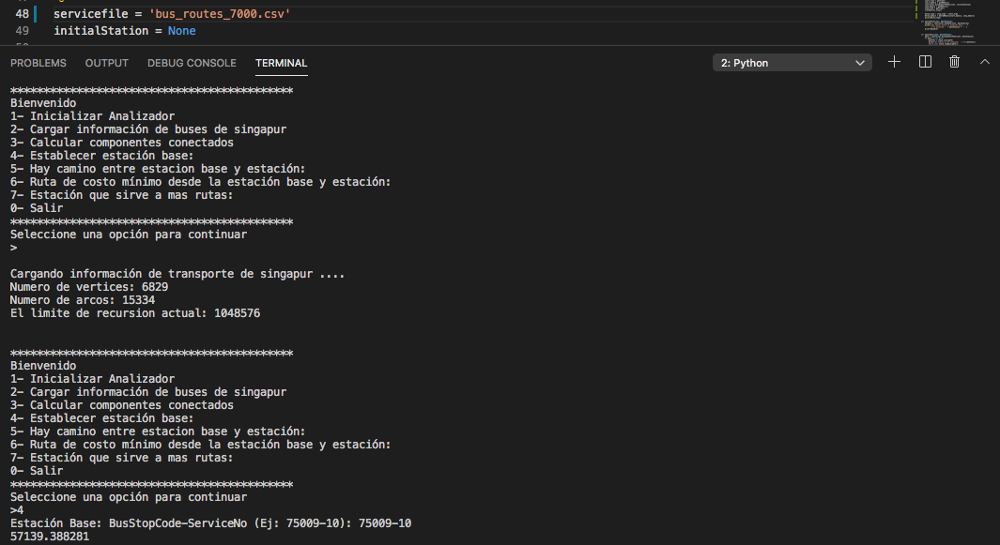 48 servicefile = 'bus_routes_7000.csv'
49 initialStation = None
PROBLEMS OUTPUT DEBUG CONSOLE TERMINAL 2: Python
*******************************************
Bienvenido
1- Inicializar Analizador
2- Cargar información de buses de singapur
3- Calcular componentes conectados
4- Establecer estación base:
5- Hay camino entre estacion base y estación:
6- Ruta de costo mínimo desde la estación base y estación:
7- Estación que sirve a mas rutas:
0- Salir
*******************************************
Seleccione una opción para continuar
>
Cargando información de transporte de singapur ....
Numero de vertices: 6829
Numero de arcos: 15334
El limite de recursion actual: 1048576
*******************************************
Bienvenido
1- Inicializar Analizador
2- Cargar información de buses de singapur
3- Calcular componentes conectados
4- Establecer estación base:
5- Hay camino entre estacion base y estación:
6- Ruta de costo mínimo desde la estación base y estación:
7- Estación que sirve a mas rutas:
0- Salir
*******************************************
Seleccione una opción para continuar
>4
Estación Base: BusStopCode-ServiceNo (Ej: 75009-10): 75009-10
57139.388281